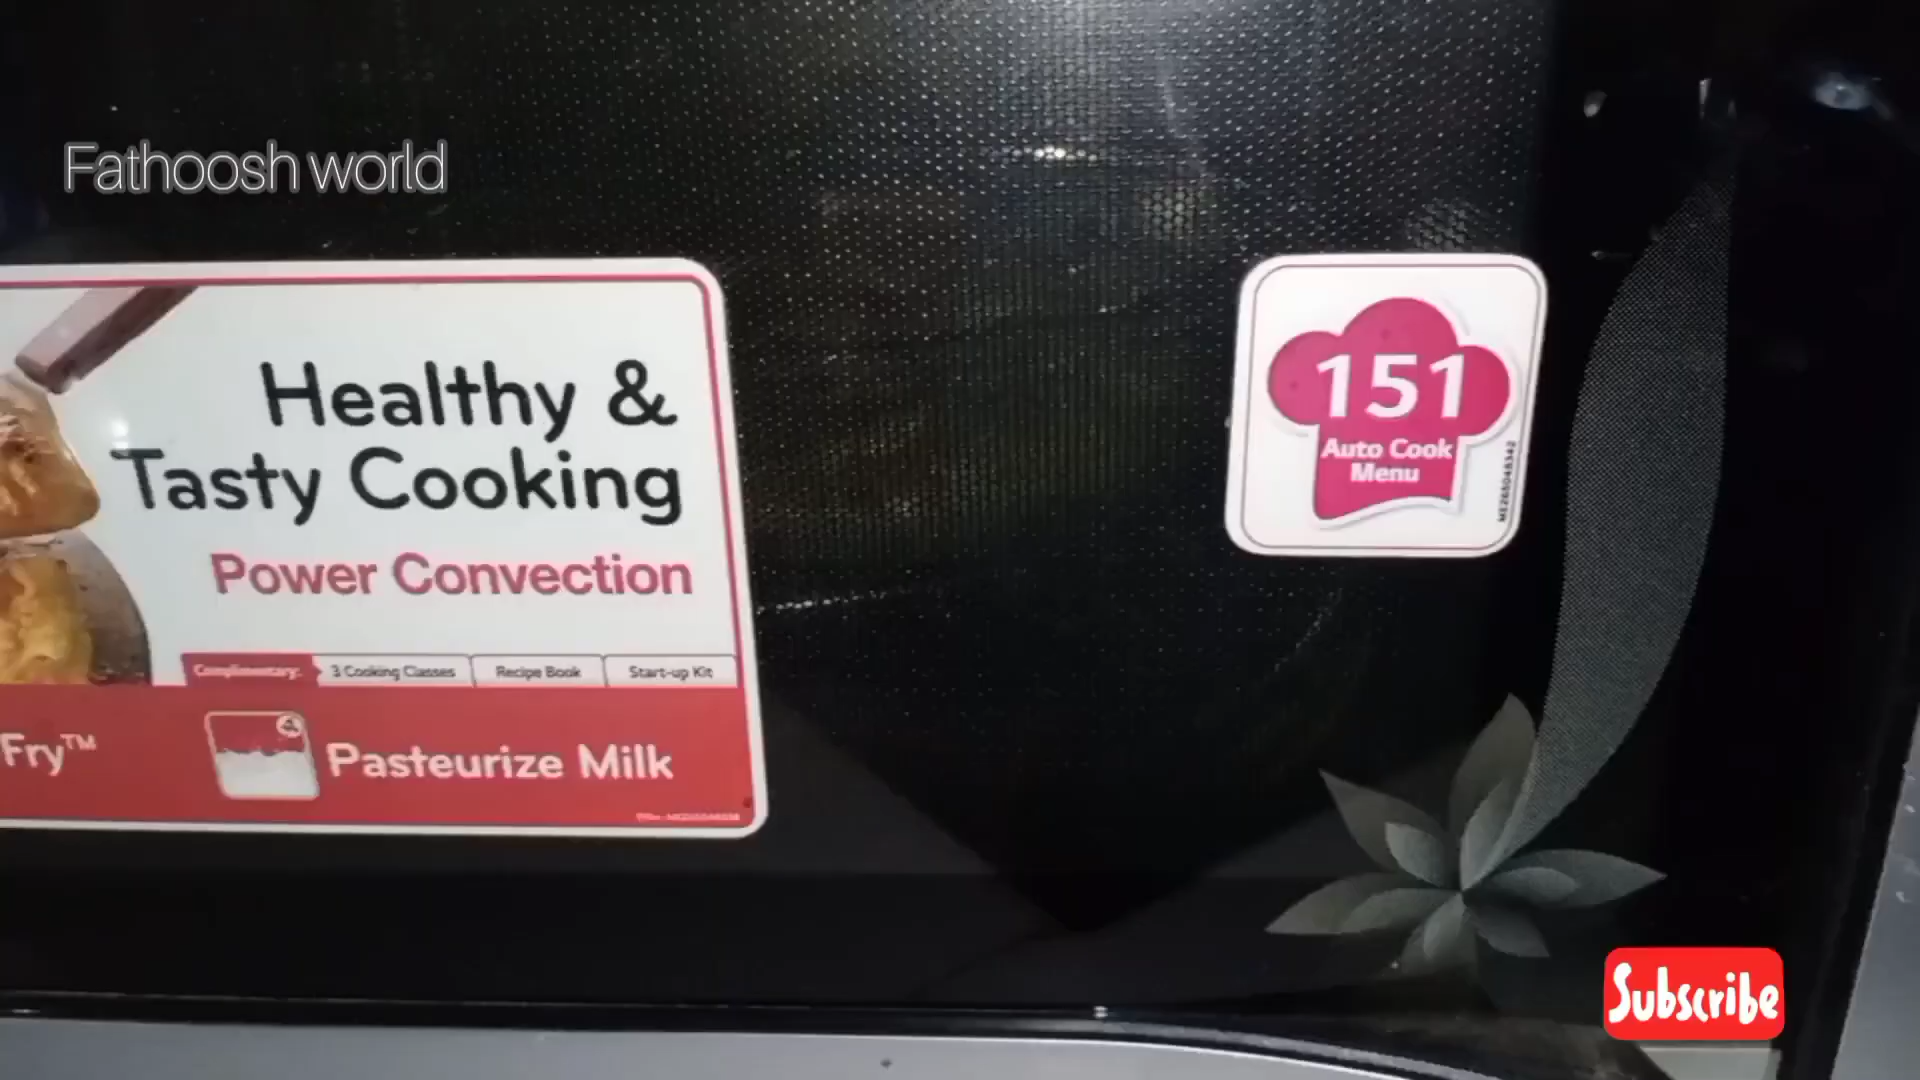 Fathoosh world
Healthy &
Tasty Cooking
Power Convection
Complimentary: 3 Cooking Classes Recipe Book Start-up Kit
Fry™
Pasteurize Milk
151
Auto Cook
Menu
Subscribe